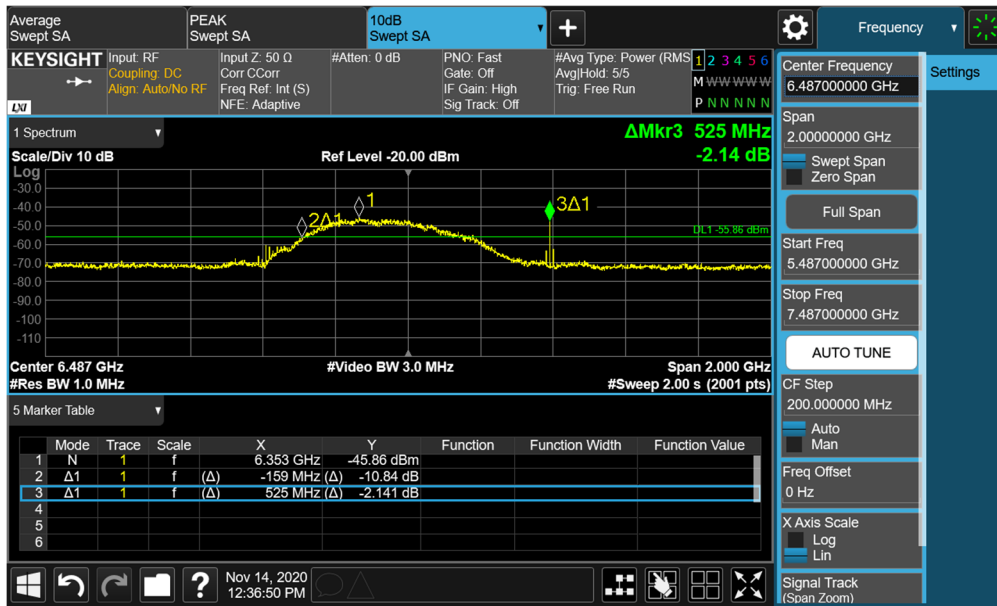 Average
Swept SA
PEAK
Swept SA
10dB
Swept SA
Frequency
KEYSIGHT
LXI
Input: RF
Coupling: DC
Align: Auto/No RF
Input Z: 50 Ω
Corr CCorr
Freq Ref: Int (S)
NFE: Adaptive
#Atten: 0 dB
PNO: Fast
Gate: Off
IF Gain: High
Sig Track: Off
#Avg Type: Power (RMS
Avg|Hold: 5/5
Trig: Free Run
1 2 3 4 5 6
M W W W W W
P N N N N N
1 Spectrum
ΔMkr3 525 MHz
-2.14 dB
Scale/Div 10 dB
Ref Level -20.00 dBm
Log
-30.0
-40.0
-50.0
-60.0
-70.0
-80.0
-90.0
-100
-110
2Δ1
1
3Δ1
DL1 -55.86 dBm
Center 6.487 GHz
#Video BW 3.0 MHz
Span 2.000 GHz
#Res BW 1.0 MHz
#Sweep 2.00 s (2001 pts)
5 Marker Table
Mode Trace Scale X Y Function Function Width Function Value
1 N 1 f 6.353 GHz -45.86 dBm
2 Δ1 1 f (Δ) -159 MHz (Δ) -10.84 dB
3 Δ1 1 f (Δ) 525 MHz (Δ) -2.141 dB
4
5
6
Nov 14, 2020
12:36:50 PM
Center Frequency
6.487000000 GHz
Span
2.00000000 GHz
Swept Span
Zero Span
Full Span
Start Freq
5.487000000 GHz
Stop Freq
7.487000000 GHz
AUTO TUNE
CF Step
200.000000 MHz
Auto
Man
Freq Offset
0 Hz
X Axis Scale
Log
Lin
Signal Track
(Span Zoom)
Settings